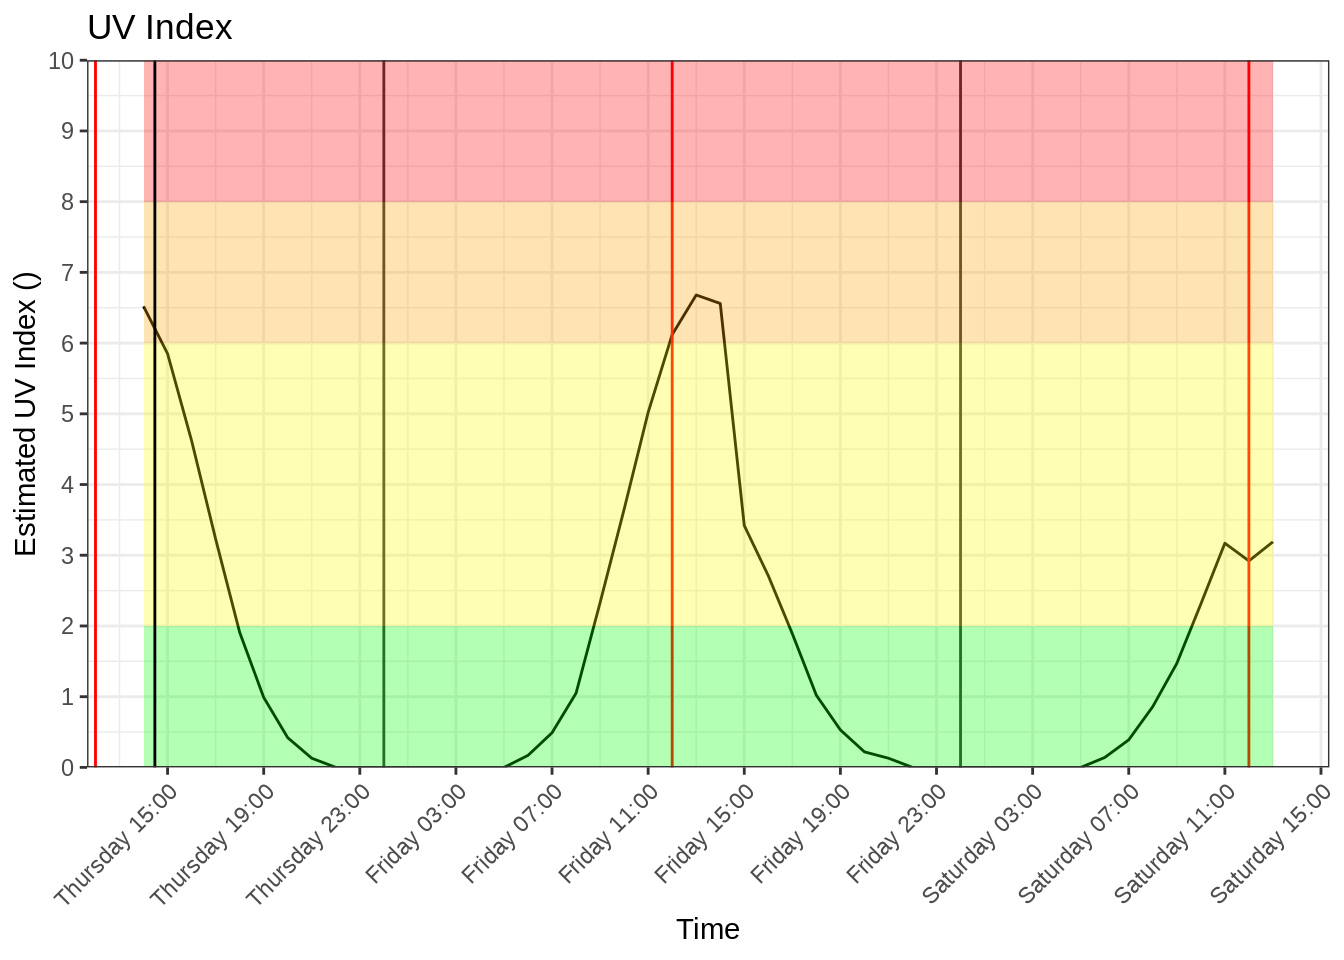 UV Index
10
9
8
7
6
5
4
3
2
1
0
Estimated UV Index ()
Thursday 15:00
Thursday 19:00
Thursday 23:00
Friday 03:00
Friday 07:00
Friday 11:00
Friday 15:00
Friday 19:00
Friday 23:00
Saturday 03:00
Saturday 07:00
Saturday 11:00
Saturday 15:00
Time